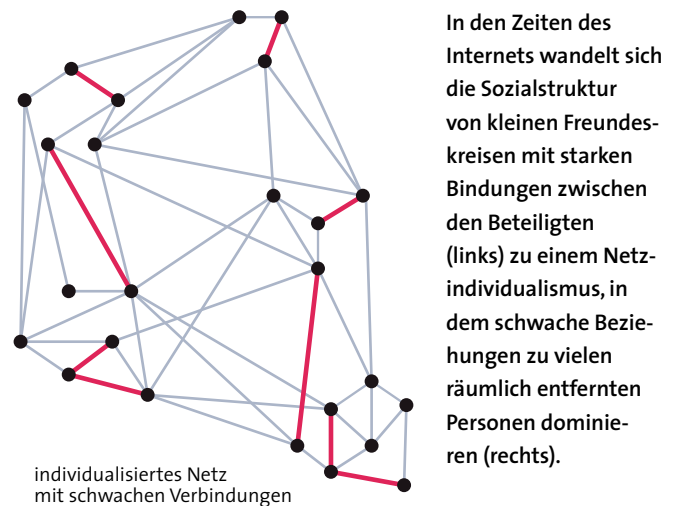 In den Zeiten des
Internets wandelt sich
die Sozialstruktur
von kleinen Freundes-
kreisen mit starken
Bindungen zwischen
den Beteiligten
(links) zu einem Netz-
individualismus, in
dem schwache Bezie-
hungen zu vielen
räumlich entfernten
Personen dominie-
ren (rechts).
individualisiertes Netz
mit schwachen Verbindungen